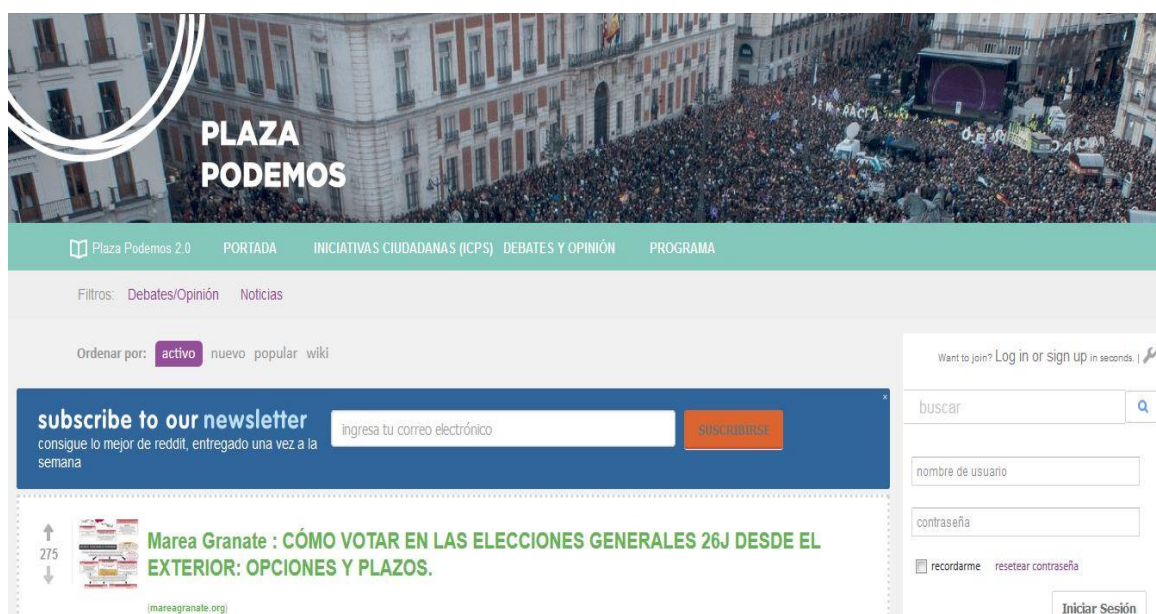 PLAZA
PODEMOS
DEMOCRACIA
Plaza Podemos 2.0 PORTADA INICIATIVAS CIUDADANAS (ICPS) DEBATES Y OPINIÓN PROGRAMA
Filtros: Debates/Opinión Noticias
Ordenar por: activo nuevo popular wiki
Want to join? Log in or sign up in seconds. |
subscribe to our newsletter
consigue lo mejor de reddit, entregado una vez a la
semana
ingresa tu correo electrónico
SUSCRIBIRSE
x
buscar
nombre de usuario
contraseña
recordarme resetear contraseña
Iniciar Sesión
275
Marea Granate : CÓMO VOTAR EN LAS ELECCIONES GENERALES 26J DESDE EL
EXTERIOR: OPCIONES Y PLAZOS.
(mareagranate.org)